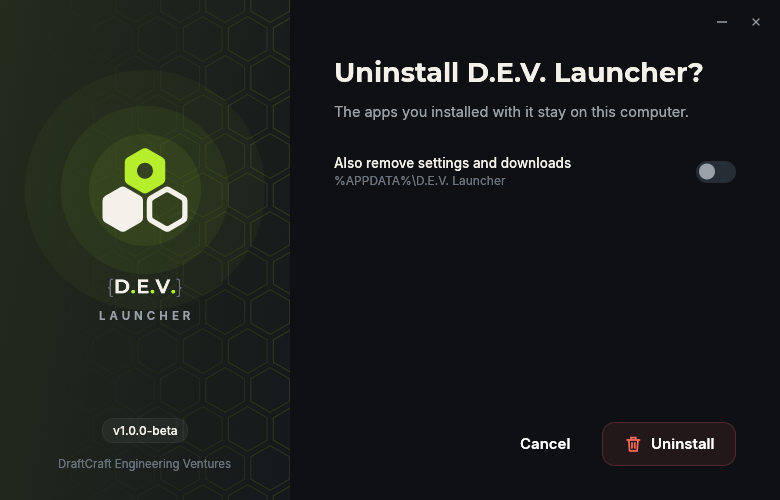 Uninstall D.E.V. Launcher?
The apps you installed with it stay on this computer.
Also remove settings and downloads
%APPDATA%\D.E.V. Launcher
{D.E.V.}
LAUNCHER
v1.0.0-beta
DraftCraft Engineering Ventures
Cancel
Uninstall